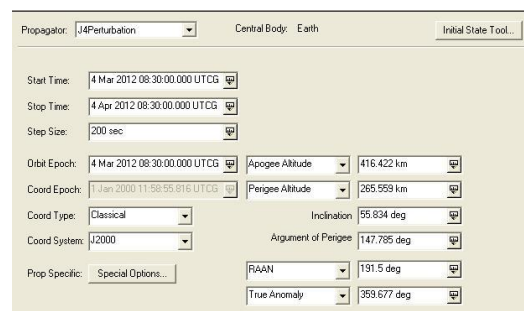 Propagator: J4Perturbation Central Body: Earth Initial State Tool...
Start Time: 4 Mar 2012 08:30:00.000 UTCG
Stop Time: 4 Apr 2012 08:30:00.000 UTCG
Step Size: 200 sec
Orbit Epoch: 4 Mar 2012 08:30:00.000 UTCG Apogee Altitude 416.422 km
Coord Epoch: 1 Jan 2000 11:58:55.816 UTCG Perigee Altitude 265.559 km
Coord Type: Classical Inclination 55.834 deg
Coord System: J2000 Argument of Perigee 147.785 deg
Prop Specific: Special Options... RAAN 191.5 deg
True Anomaly 359.677 deg